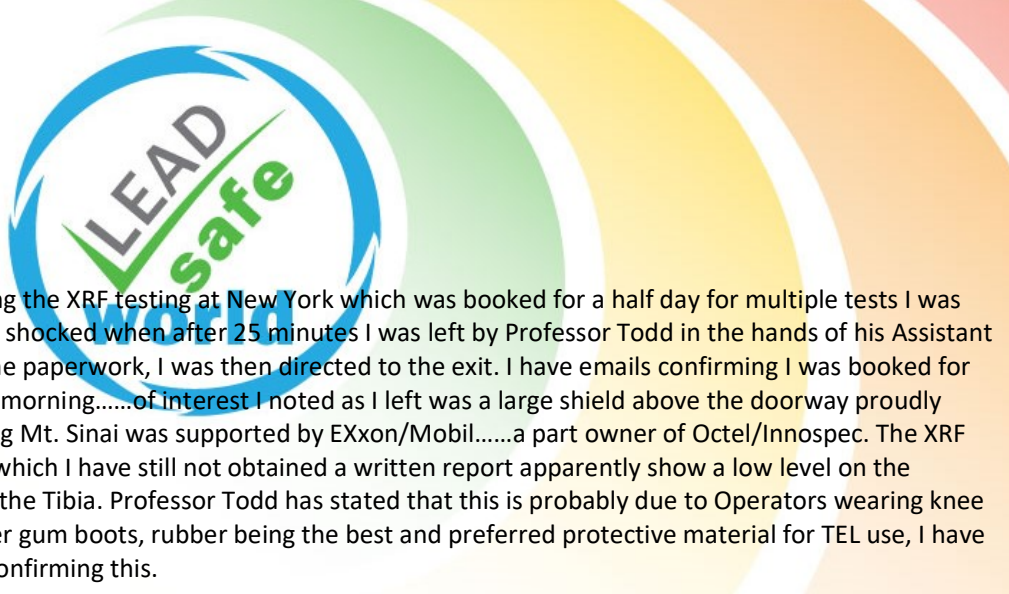 LEAD
safe
world
ng the XRF testing at New York which was booked for a half day for multiple tests I was
shocked when after 25 minutes I was left by Professor Todd in the hands of his Assistant
ne paperwork, I was then directed to the exit. I have emails confirming I was booked for
morning......of interest I noted as I left was a large shield above the doorway proudly
g Mt. Sinai was supported by EXxon/Mobil......a part owner of Octel/Innospec. The XRF
which I have still not obtained a written report apparently show a low level on the
the Tibia. Professor Todd has stated that this is probably due to Operators wearing knee
er gum boots, rubber being the best and preferred protective material for TEL use, I have
onfirming this.